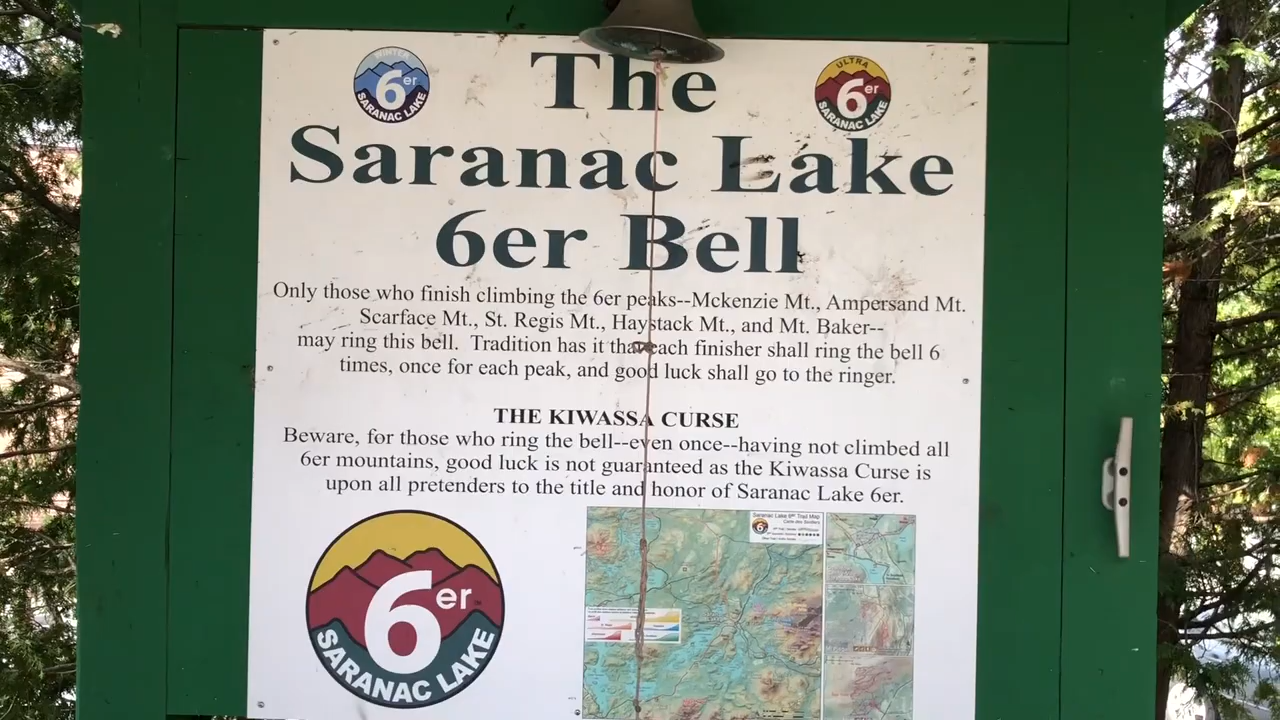 The
Saranac Lake
6er Bell
6er
SARANAC LAKE
ULTRA
6er
SARANAC LAKE
Only those who finish climbing the 6er peaks--Mckenzie Mt., Ampersand Mt.
Scarface Mt., St. Regis Mt., Haystack Mt., and Mt. Baker--
may ring this bell. Tradition has it that each finisher shall ring the bell 6
times, once for each peak, and good luck shall go to the ringer.
THE KIWASSA CURSE
Beware, for those who ring the bell--even once--having not climbed all
6er mountains, good luck is not guaranteed as the Kiwassa Curse is
upon all pretenders to the title and honor of Saranac Lake 6er.
6er
SARANAC LAKE
Saranac Lake 6er Trail Map